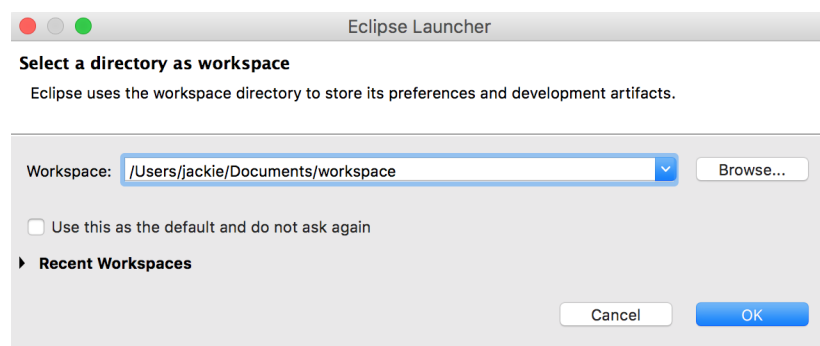 Eclipse Launcher
Select a directory as workspace
Eclipse uses the workspace directory to store its preferences and development artifacts.
Workspace: /Users/jackie/Documents/workspace Browse...
Use this as the default and do not ask again
Recent Workspaces
Cancel OK